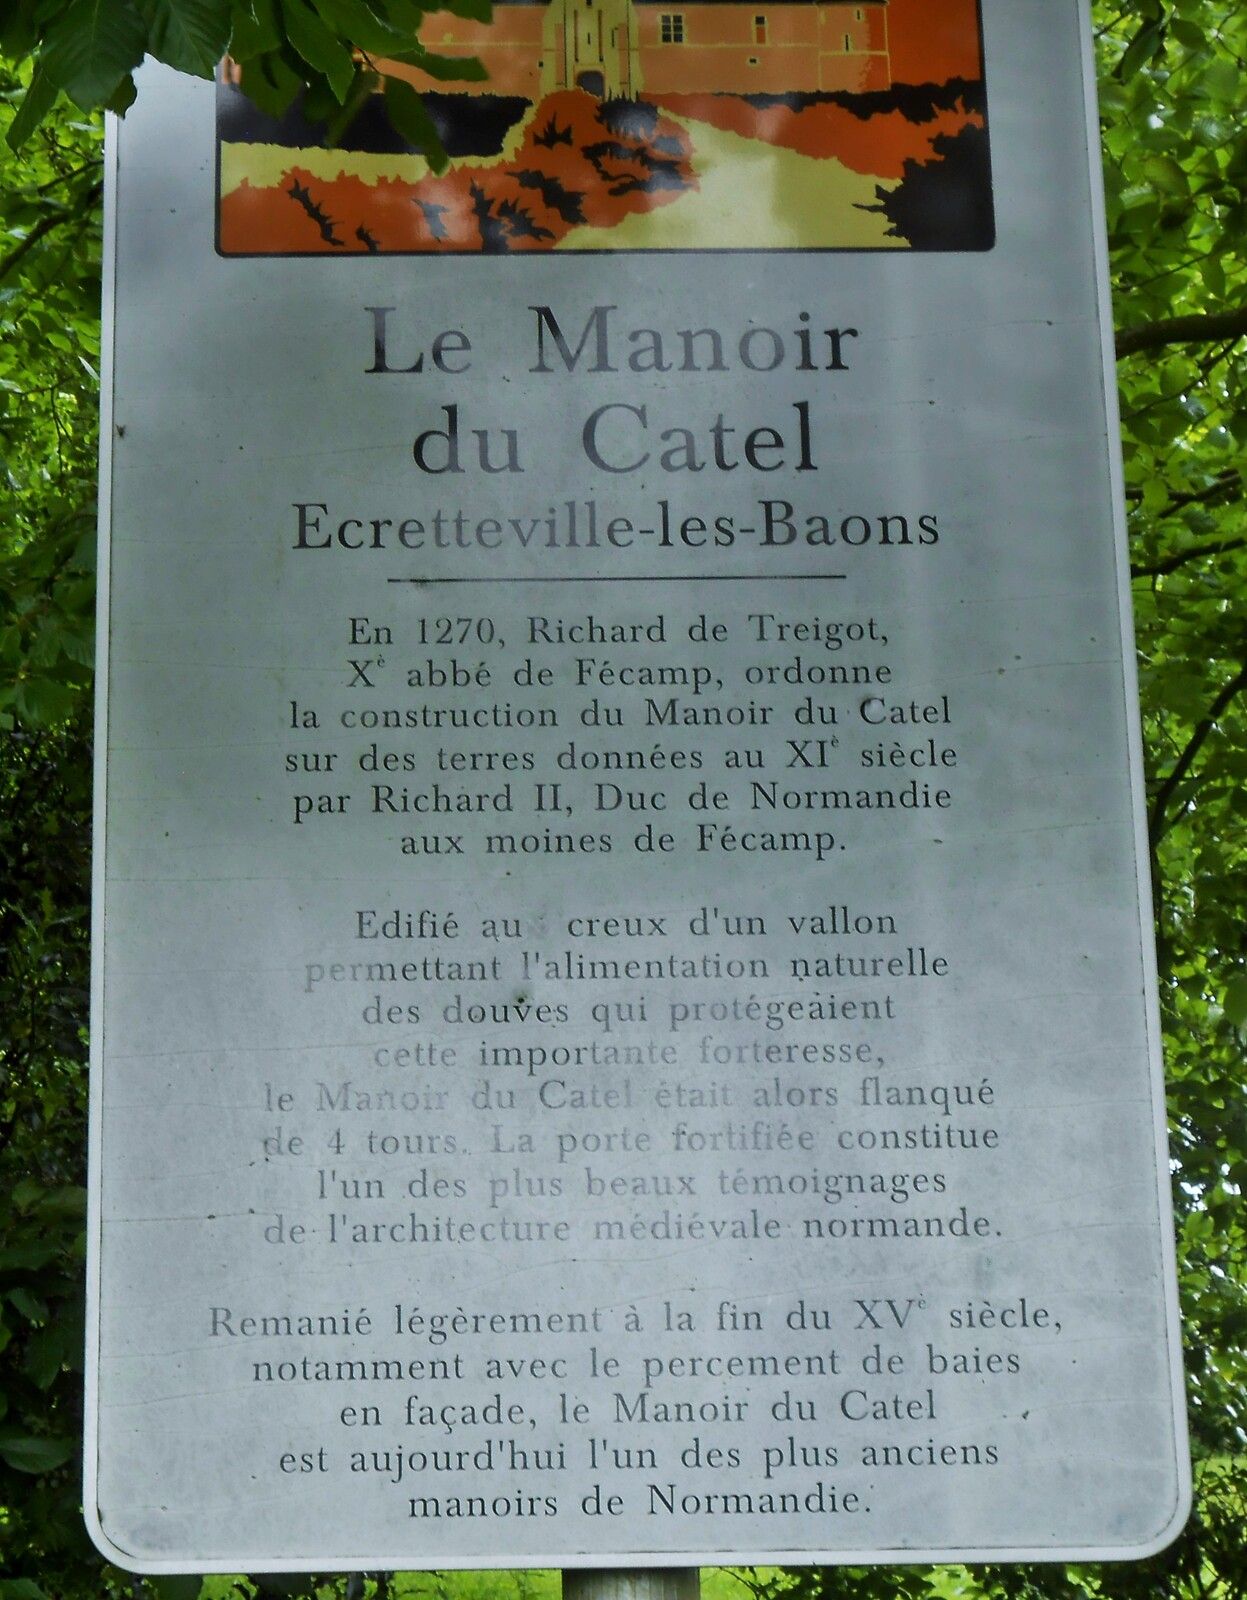 Le Manoir
du Catel
Ecretteville-les-Baons
En 1270, Richard de Treigot,
Xè abbé de Fécamp, ordonne
la construction du Manoir du Catel
sur des terres données au XIè siècle
par Richard II, Duc de Normandie
aux moines de Fécamp.
Edifié au creux d'un vallon
permettant l'alimentation naturelle
des douves qui protégeaient
cette importante forteresse,
le Manoir du Catel était alors flanqué
de 4 tours. La porte fortifiée constitue
l'un des plus beaux témoignages
de l'architecture médiévale normande.
Remanié légèrement à la fin du XVè siècle,
notamment avec le percement de baies
en façade, le Manoir du Catel
est aujourd'hui l'un des plus anciens
manoirs de Normandie.